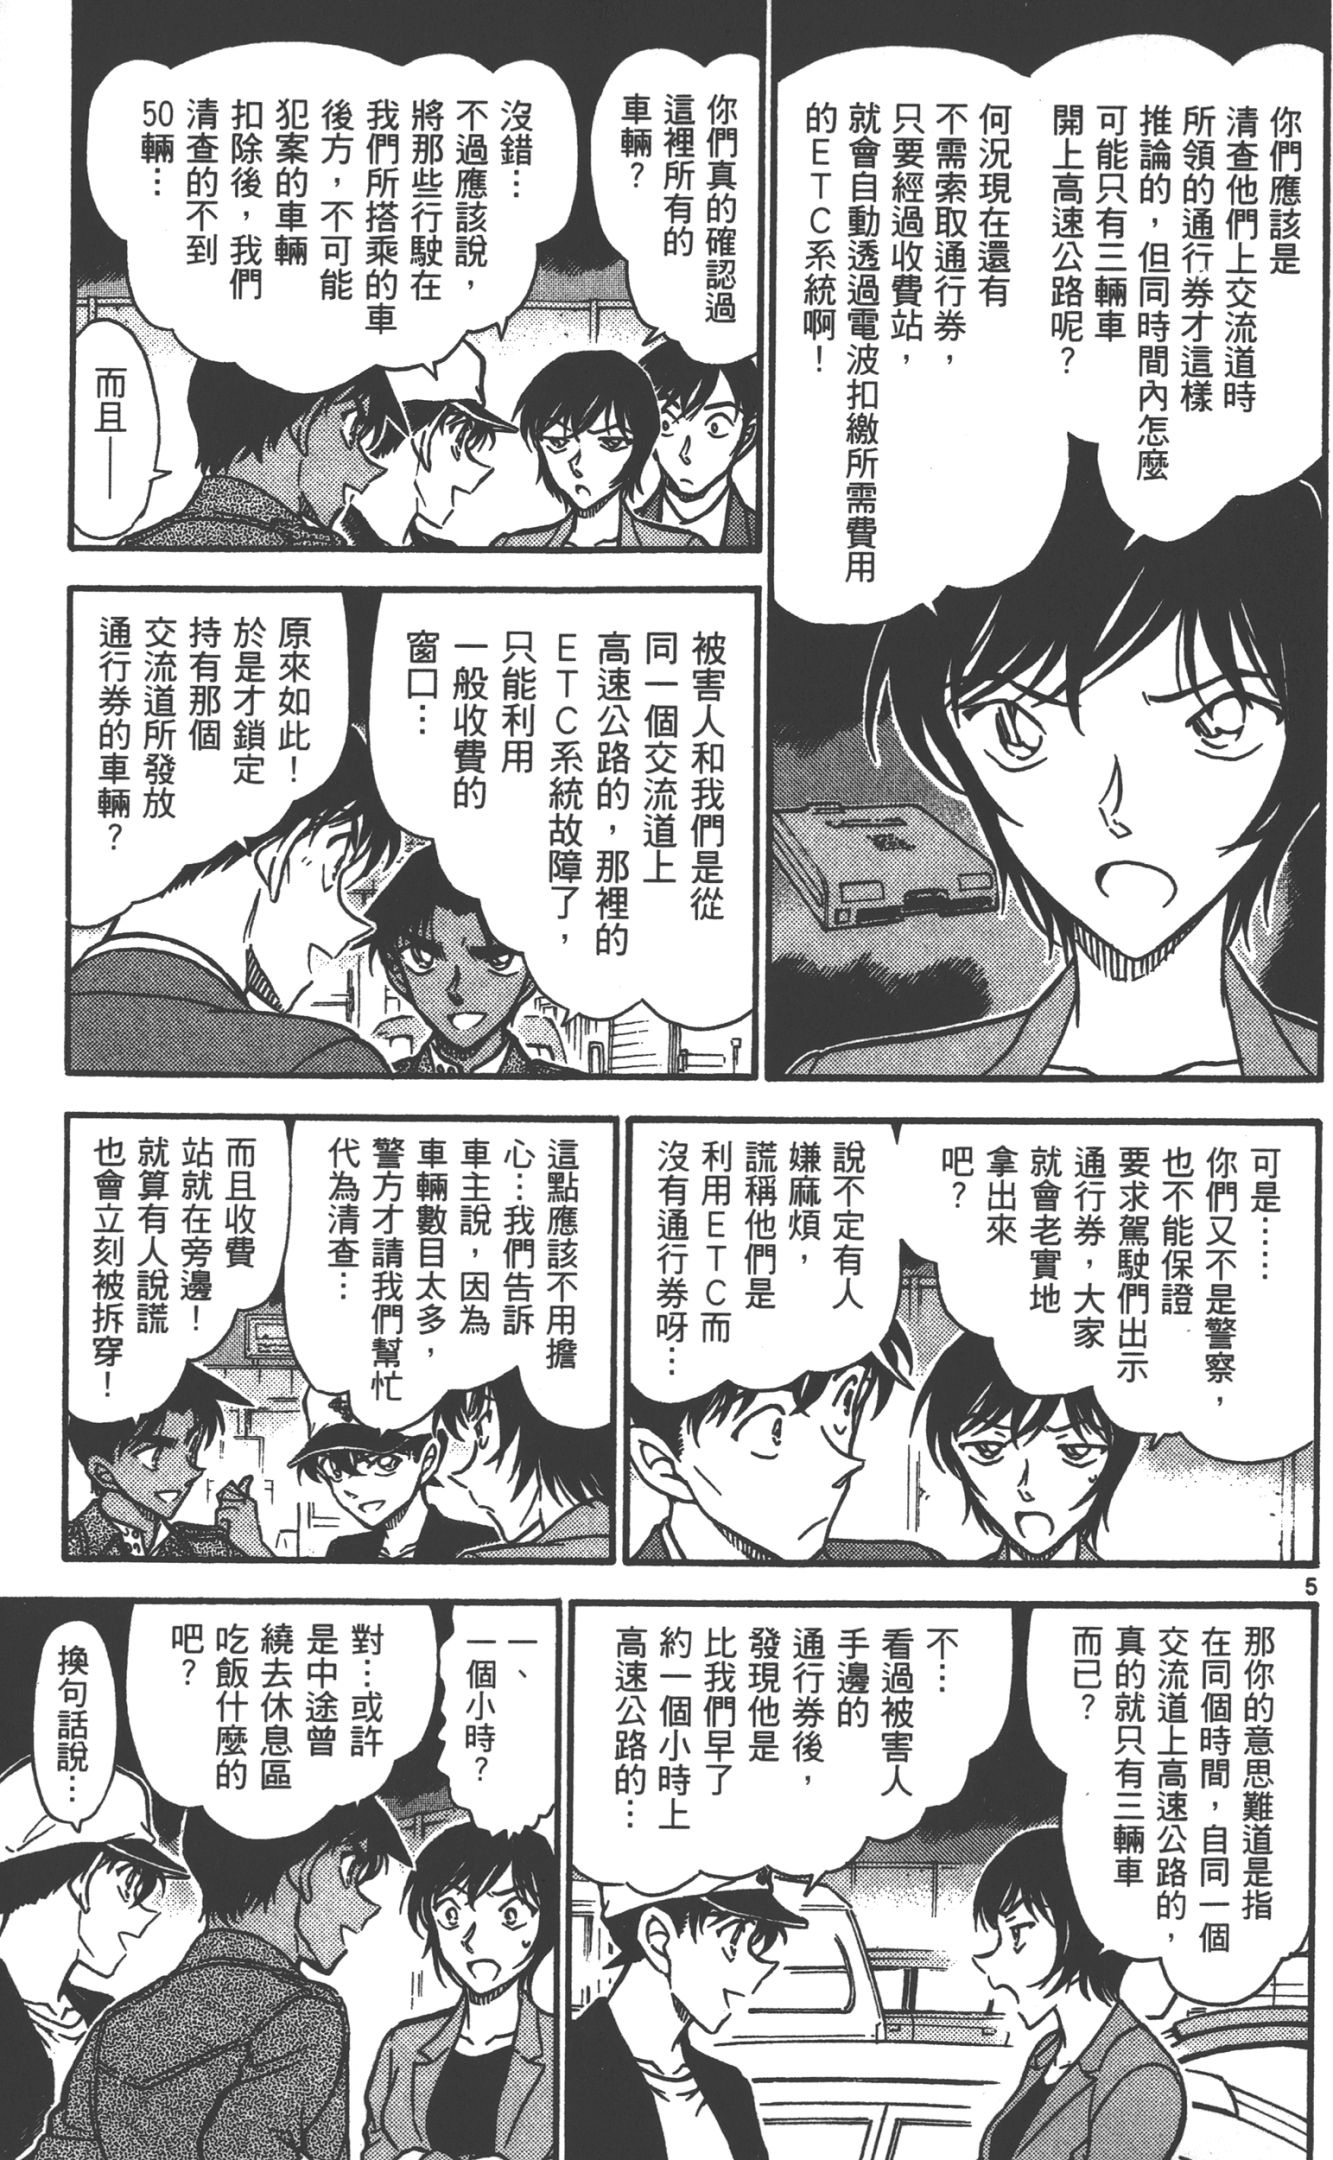 你們應該是
清查他們上交流道時
所領的通行券才這樣
推論的，但同時間內怎麼
可能只有三輛車
開上高速公路呢？
何況現在還有
不需索取通行券，
只要經過收費站，
就會自動透過電波扣繳所需費用
的ETC系統啊！
你們真的確認過
這裡所有的
車輛？
沒錯…
不過應該說，
將那些行駛在
我們所搭乘的車
後方，不可能
犯案的車輛
扣除後，我們
清查的不到
50輛…
而且——
被害人和我們是從
同一個交流道上
高速公路的，那裡的
ETC系統故障了，
只能利用
一般收費的
窗口…
原來如此！
於是才鎖定
持有那個
交流道所發放
通行券的車輛？
可是……
你們又不是警察，
也不能保證
要求駕駛們出示
通行券，大家
就會老實地
拿出來
吧？
說不定有人
嫌麻煩，
謊稱他們是
利用ETC而
沒有通行券呀…
這點應該不用擔
心…我們告訴
車主說，因為
車輛數目太多，
警方才請我們幫忙
代為清查…
而且收費
站就在旁邊！
就算有人說謊
也會立刻被拆穿！
5
那你的意思難道是指
在同個時間，自同一個
交流道上高速公路的，
真的就只有三輛車
而已？
不…
看過被害人
手邊的
通行券後，
發現他是
比我們早了
約一個小時上
高速公路的…
一、
一個小時？
對…或許
是中途曾
繞去休息區
吃飯什麼的
吧？
換句話說…